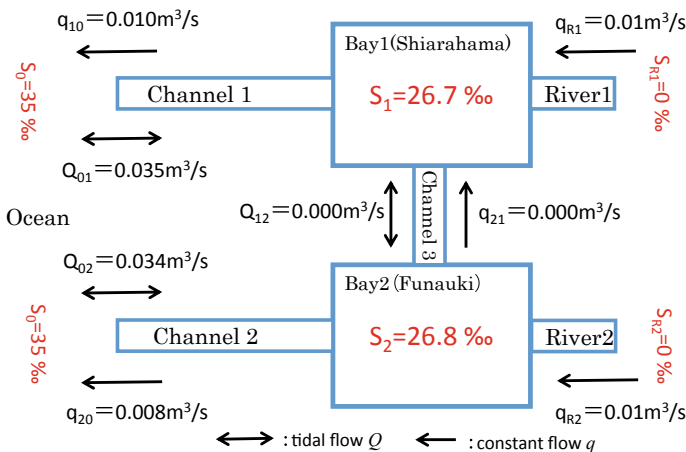 q10＝0.010m³/s
Bay1(Shiarahama)
qR1＝0.01m³/s
S0=35 ‰
Channel 1
S1=26.7 ‰
River1
SR1=0 ‰
Q01＝0.035m³/s
Channel 3
Q12＝0.000m³/s
q21＝0.000m³/s
Ocean
Q02＝0.034m³/s
Bay2(Funauki)
S0=35 ‰
Channel 2
S2=26.8 ‰
River2
SR2=0 ‰
q20＝0.008m³/s
qR2＝0.01m³/s
: tidal flow Q
: constant flow q